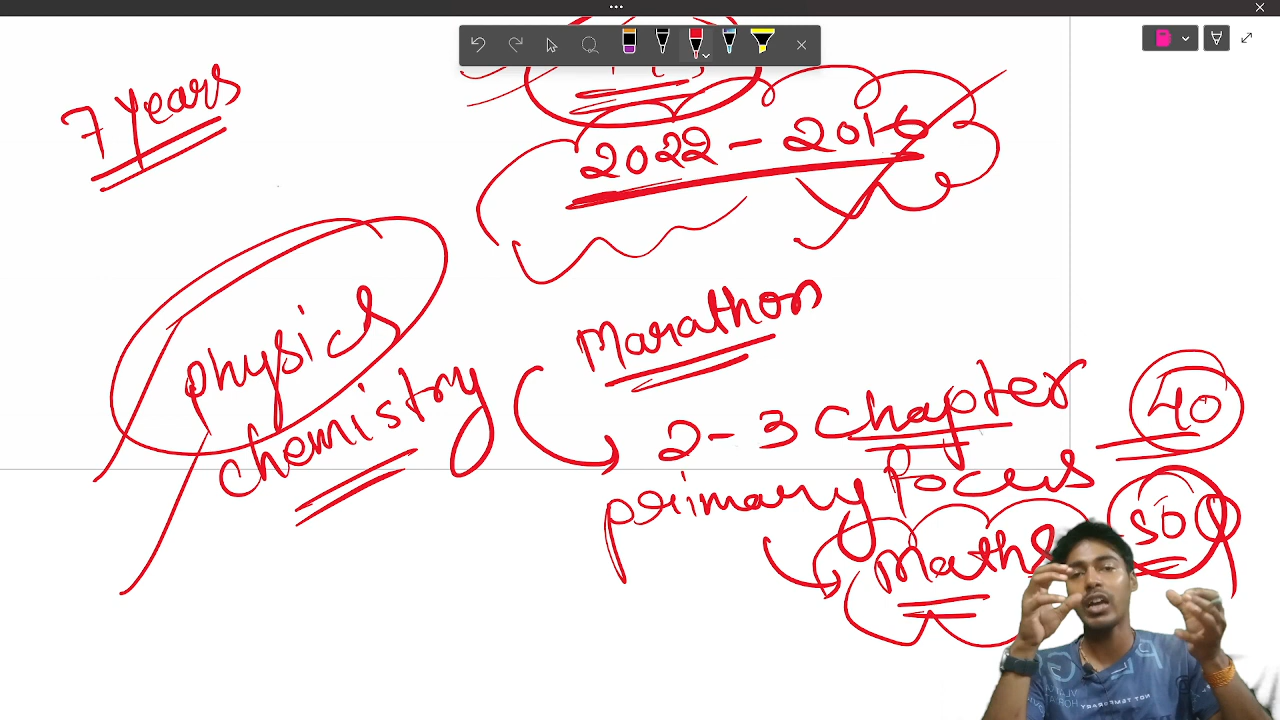 7 years
2022 - 2016
physics
chemistry
Marathon
2-3 chapter
40
primary focus
Maths
50